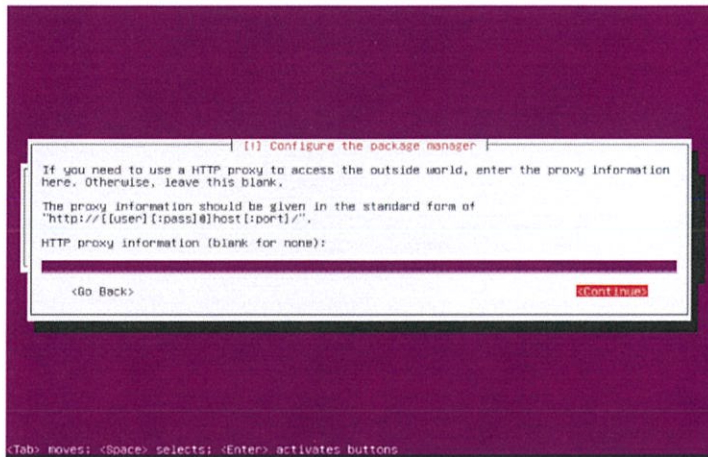 [!] Configure the package manager
If you need to use a HTTP proxy to access the outside world, enter the proxy information
here. Otherwise, leave this blank.
The proxy information should be given in the standard form of
"http://[[user][:pass]@]host[:port]/".
HTTP proxy information (blank for none):
<Go Back> <Continue>
<Tab> moves; <Space> selects; <Enter> activates buttons